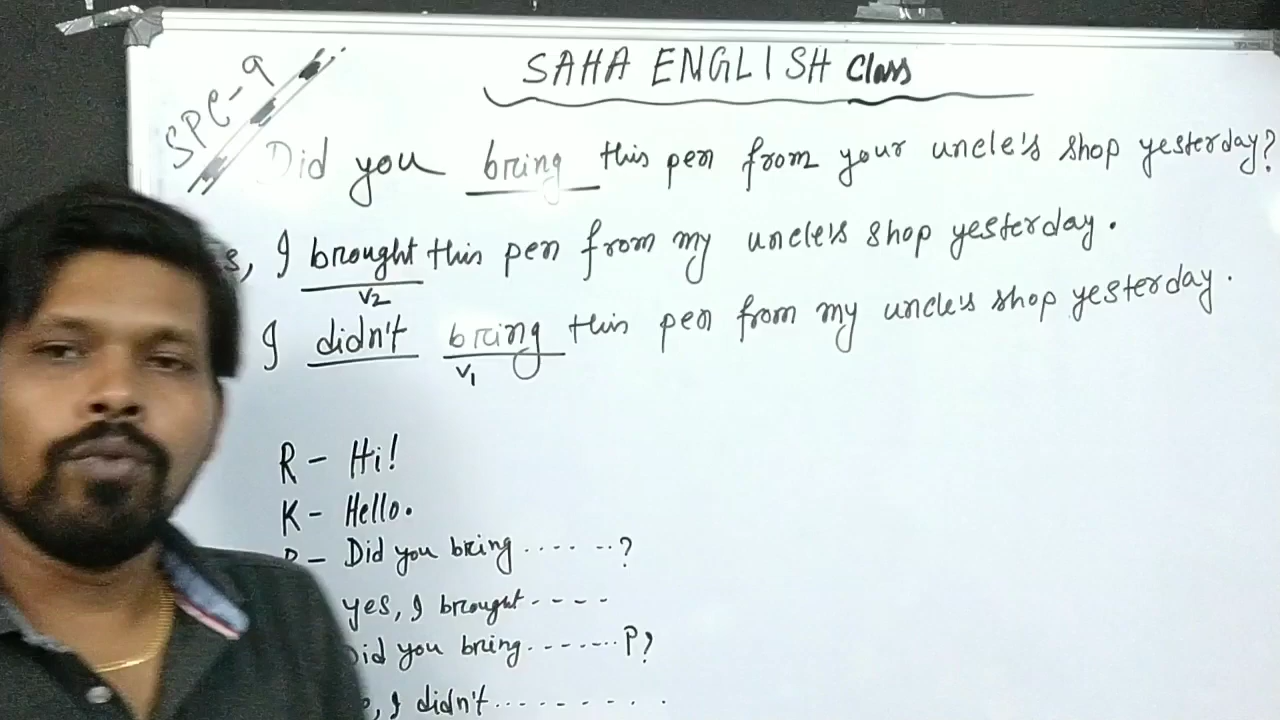 SAHA ENGLISH Class
SPC-9
Did you bring this pen from your uncle's shop yesterday?
s, I brought this pen from my uncle's shop yesterday.
V2
I didn't bring this pen from my uncle's shop yesterday.
V1
R - Hi!
K - Hello.
R - Did you bring ..... ..?
yes, I brought - - - -
Did you bring - - - - - ... P?
, I didn't ... - - - - . . .